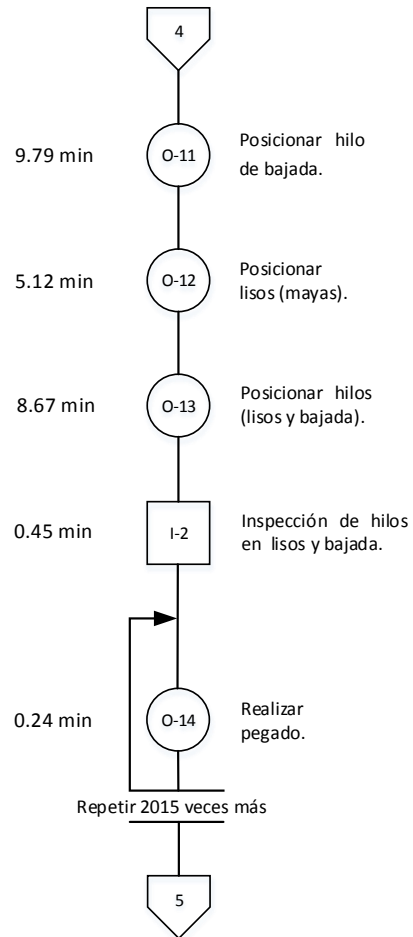 4
9.79 min
O-11
Posicionar hilo
de bajada.
5.12 min
O-12
Posicionar
lisos (mayas).
8.67 min
O-13
Posicionar hilos
(lisos y bajada).
0.45 min
I-2
Inspección de hilos
en lisos y bajada.
0.24 min
O-14
Realizar
pegado.
Repetir 2015 veces más
5